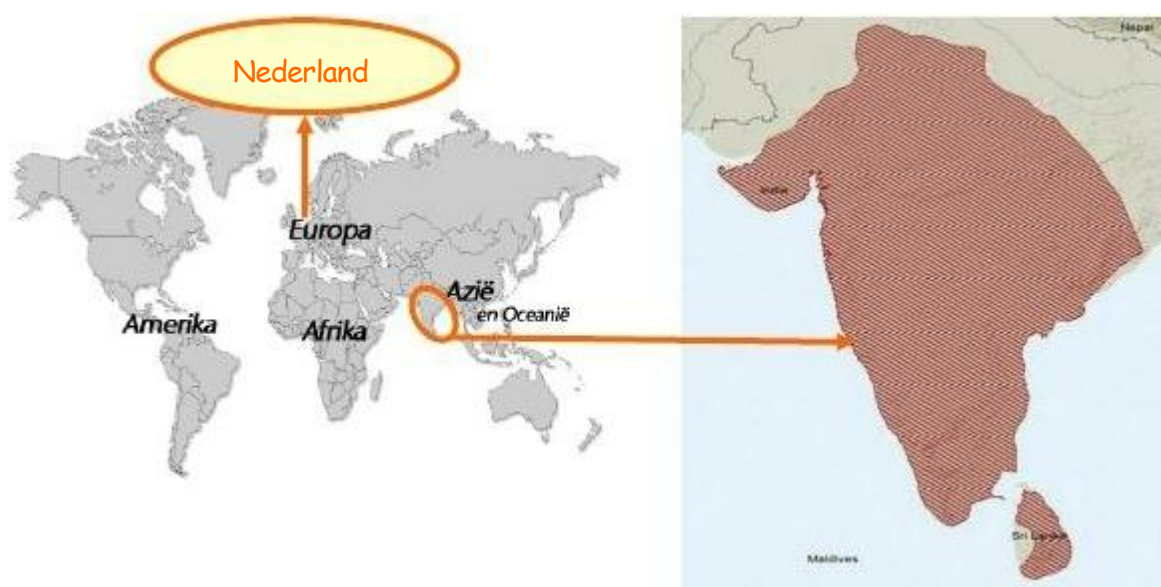 Nederland
Nepal
India
Europa
Azië
en Oceanië
Amerika
Afrika
Sri Lanka
Maldives